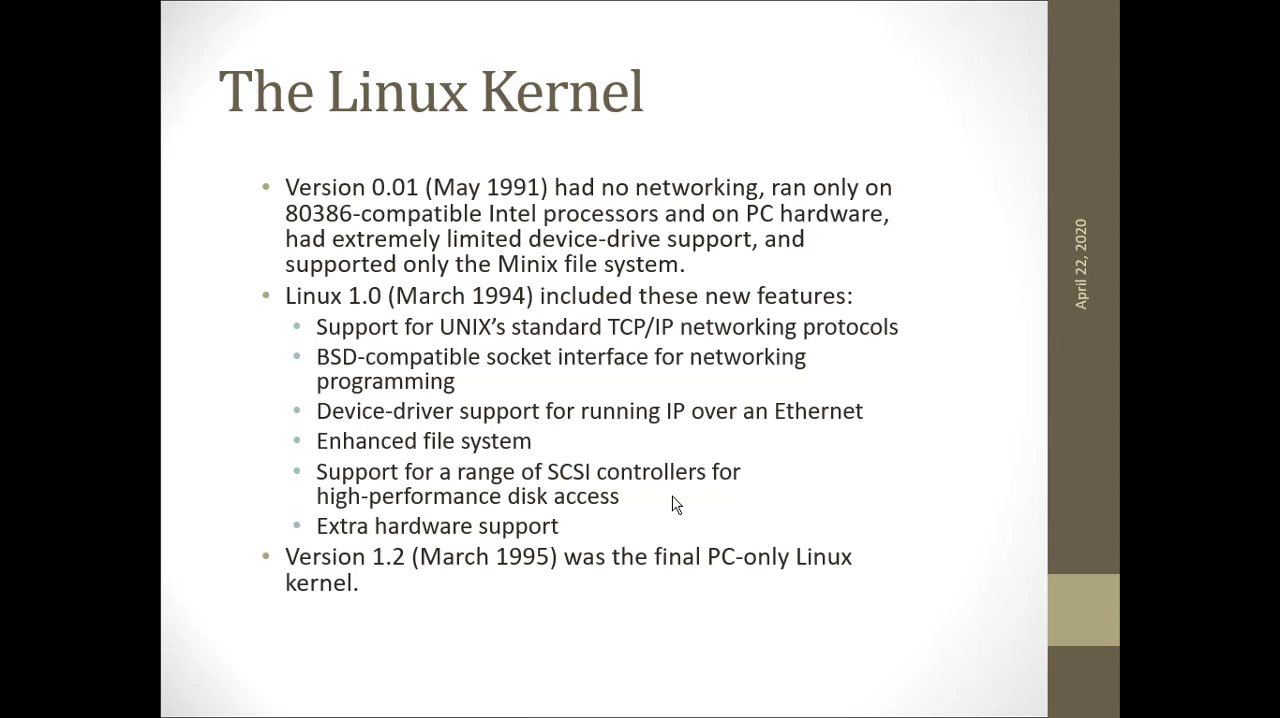 The Linux Kernel
• Version 0.01 (May 1991) had no networking, ran only on
80386-compatible Intel processors and on PC hardware,
had extremely limited device-drive support, and
supported only the Minix file system.
• Linux 1.0 (March 1994) included these new features:
• Support for UNIX’s standard TCP/IP networking protocols
• BSD-compatible socket interface for networking
programming
• Device-driver support for running IP over an Ethernet
• Enhanced file system
• Support for a range of SCSI controllers for
high-performance disk access
• Extra hardware support
• Version 1.2 (March 1995) was the final PC-only Linux
kernel.
April 22, 2020